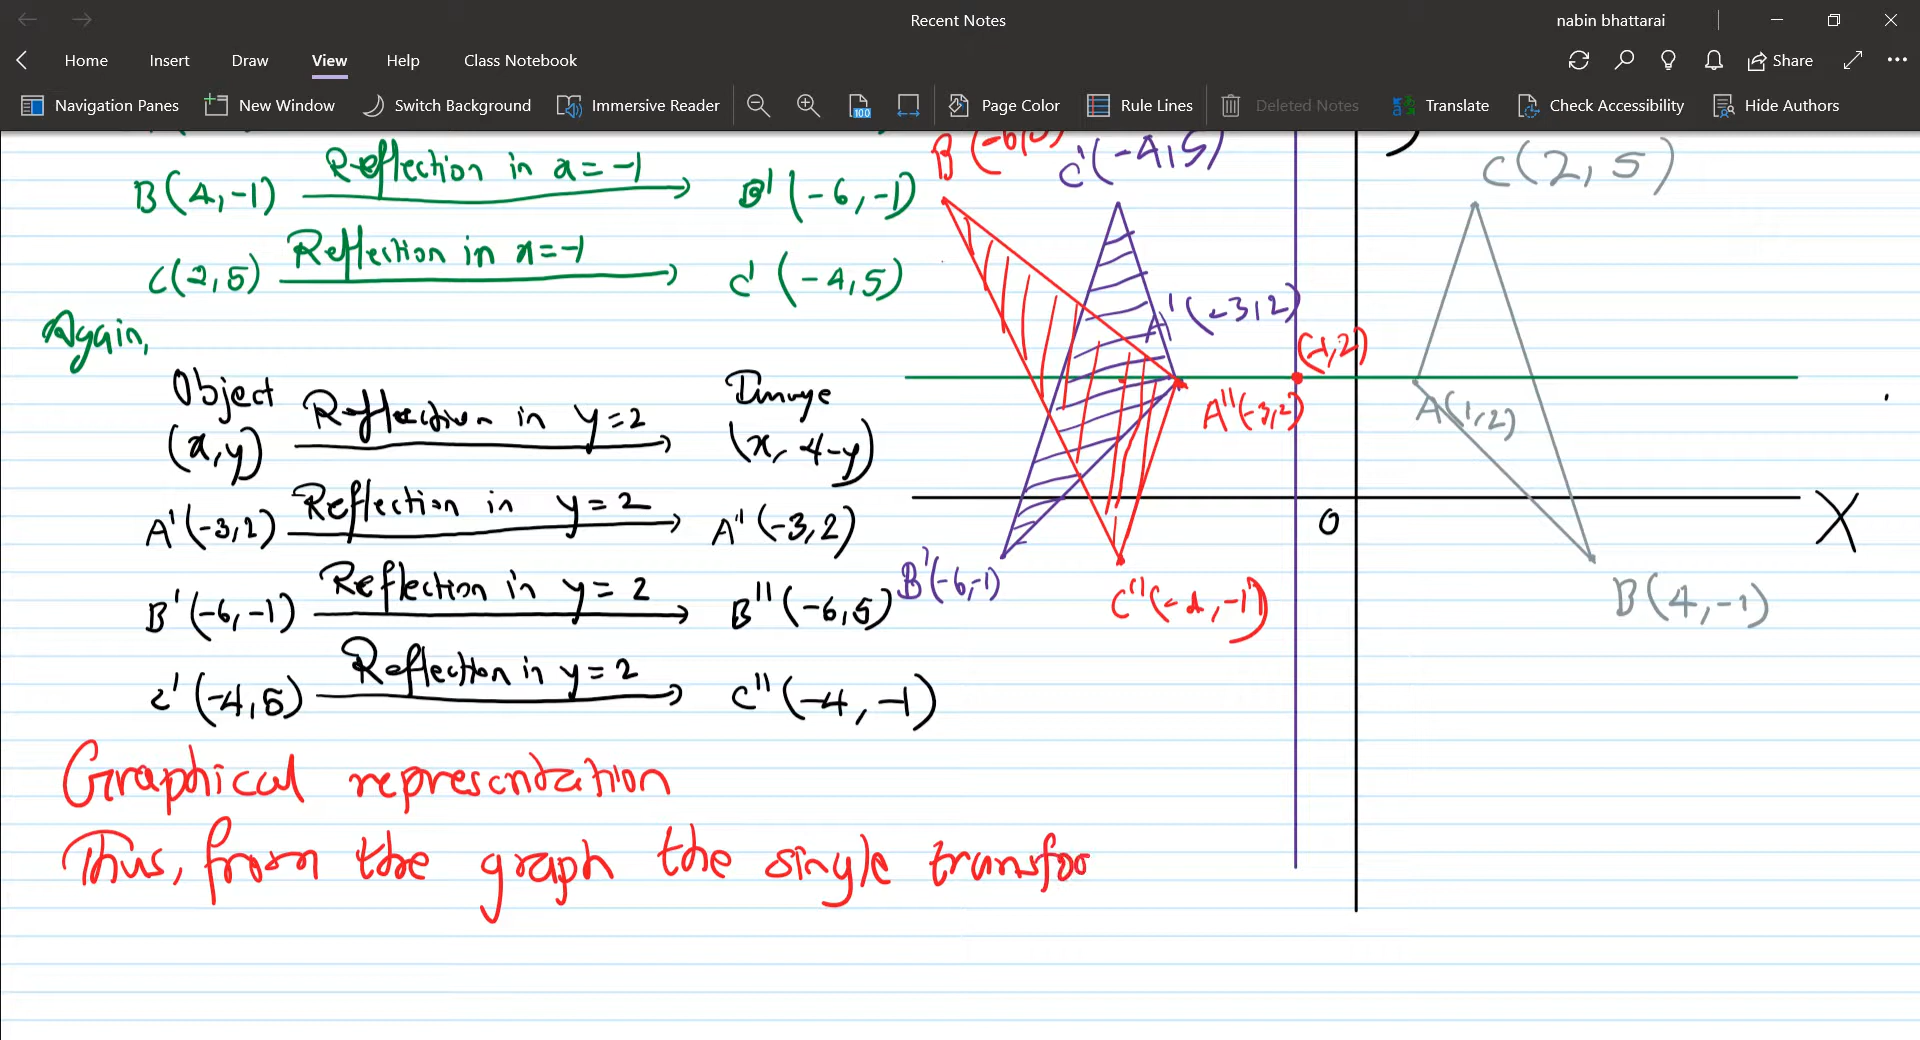 Recent Notes
nabin bhattarai
Home Insert Draw View Help Class Notebook
Share
Navigation Panes New Window Switch Background Immersive Reader Page Color Rule Lines Deleted Notes Translate Check Accessibility Hide Authors
B(4,-1) Reflection in x=-1 B'(-6,-1)
C(2,5) Reflection in x=-1 C'(-4,5)
Again,
Object Reflection in y=2 Image
(x,y) (x, 4-y)
A'(-3,2) Reflection in y=2 A''(-3,2)
B'(-6,-1) Reflection in y=2 B''(-6,5)
C'(-4,5) Reflection in y=2 C''(-4,-1)
Graphical representation
Thus, from the graph the single transfo
C'(-4,5)
C(2,5)
A'(-3,2)
(-1,2)
A''(-3,2)
A(1,2)
O
X
B'(-6,-1)
C''(-4,-1)
B(4,-1)